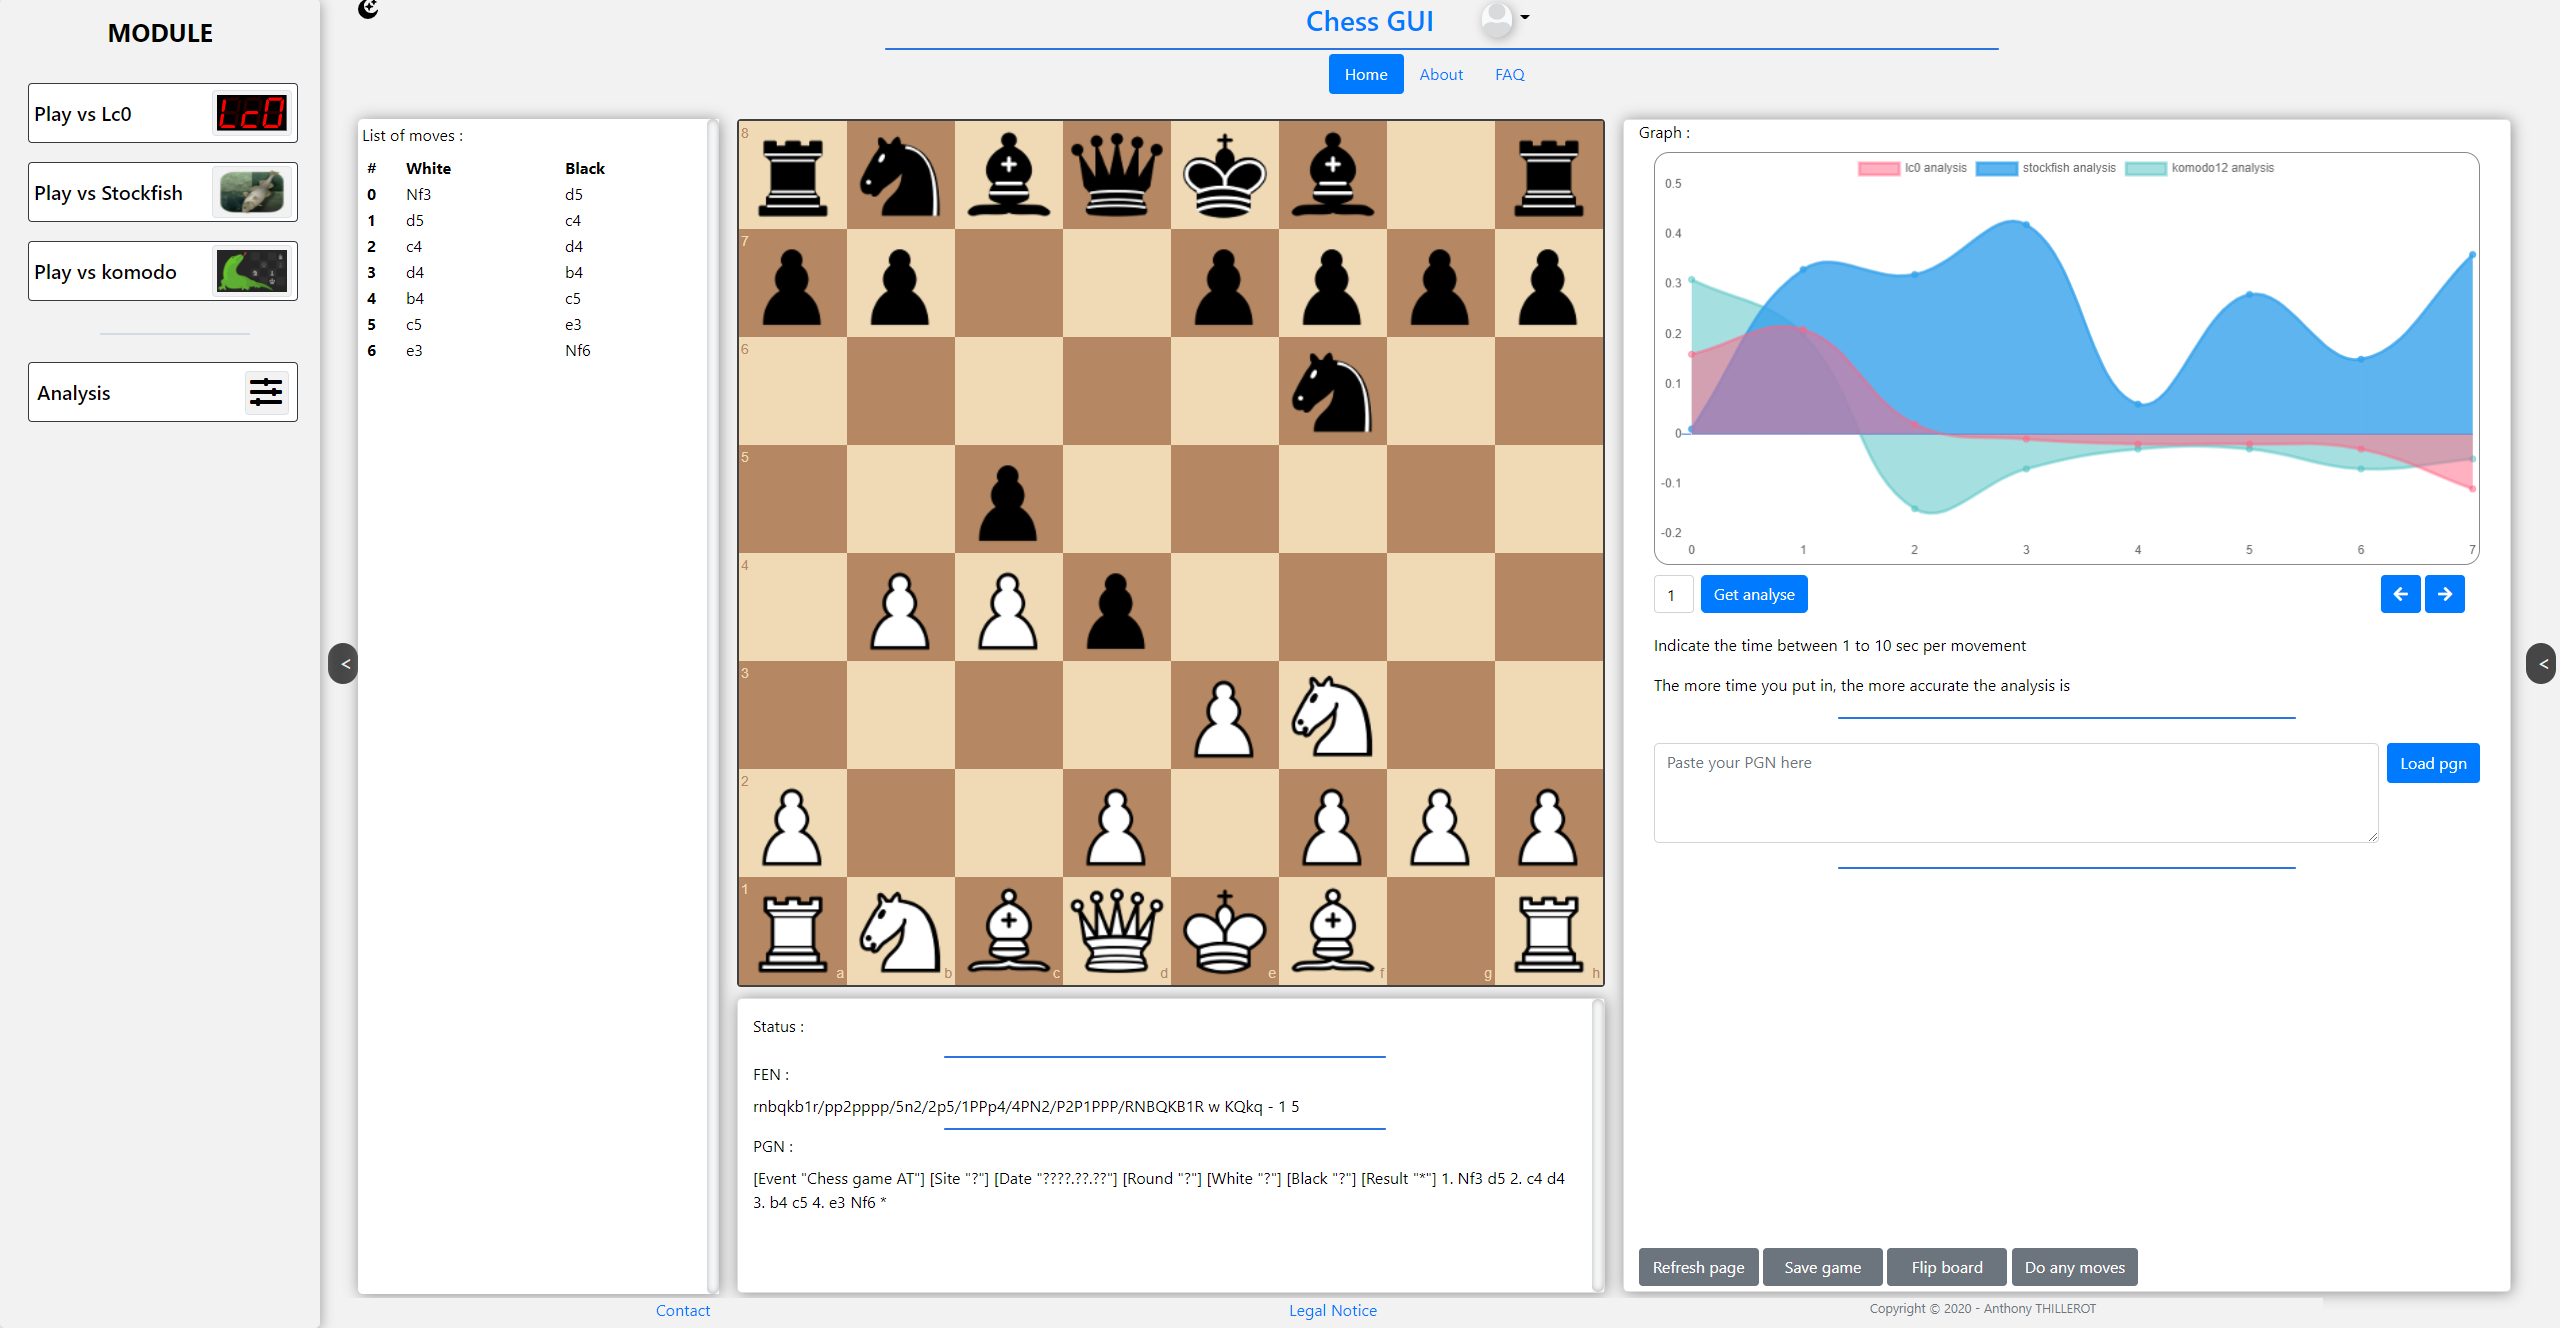 MODULE
Play vs Lc0
Lc0
Play vs Stockfish
Play vs komodo
Analysis
Chess GUI
Home About FAQ
List of moves :
# White Black
0 Nf3 d5
1 d5 c4
2 c4 d4
3 d4 b4
4 b4 c5
5 c5 e3
6 e3 Nf6
<
8
7
6
5
4
3
2
1
a b c d e f g h
Status :
FEN :
rnbqkb1r/pp2pppp/5n2/2p5/1PPp4/4PN2/P2P1PPP/RNBQKB1R w KQkq - 1 5
PGN :
[Event "Chess game AT"] [Site "?"] [Date "????.??.??"] [Round "?"] [White "?"] [Black "?"] [Result "*"] 1. Nf3 d5 2. c4 d4
3. b4 c5 4. e3 Nf6 *
Graph :
lc0 analysis stockfish analysis komodo12 analysis
0.5
0.4
0.3
0.2
0.1
0
-0.1
-0.2
0 1 2 3 4 5 6 7
1 Get analyse
Indicate the time between 1 to 10 sec per movement
The more time you put in, the more accurate the analysis is
Paste your PGN here
Load pgn
<
Refresh page Save game Flip board Do any moves
Contact Legal Notice Copyright © 2020 - Anthony THILLEROT